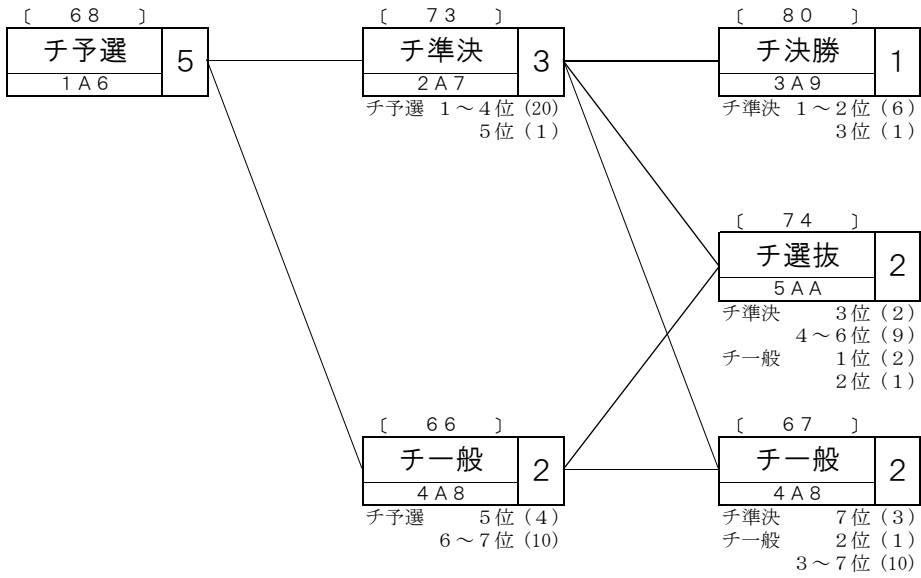 〔　６８　〕
チ予選　５
１Ａ６
〔　７３　〕
チ準決　３
２Ａ７
チ予選　１～４位（20）
５位（１）
〔　８０　〕
チ決勝　１
３Ａ９
チ準決　１～２位（６）
３位（１）
〔　７４　〕
チ選抜　２
５ＡＡ
チ準決　３位（２）
４～６位（９）
チ一般　１位（２）
２位（１）
〔　６６　〕
チ一般　２
４Ａ８
チ予選　５位（４）
６～７位（10）
〔　６７　〕
チ一般　２
４Ａ８
チ準決　７位（３）
チ一般　２位（１）
３～７位（10）